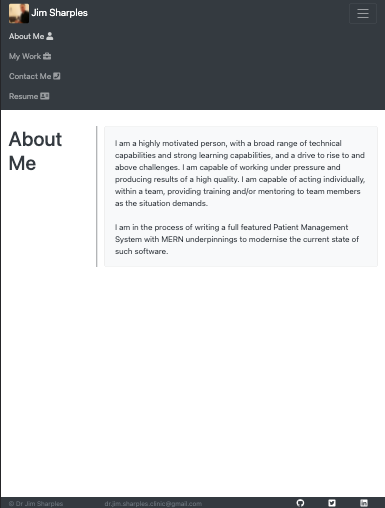 Jim Sharples
About Me
My Work
Contact Me
Resume
About
Me
I am a highly motivated person, with a broad range of technical
capabilities and strong learning capabilities, and a drive to rise to and
above challenges. I am capable of working under pressure and
producing results of a high quality. I am capable of acting individually,
within a team, providing training and/or mentoring to team members
as the situation demands.
I am in the process of writing a full featured Patient Management
System with MERN underpinnings to modernise the current state of
such software.
© Dr Jim Sharples dr.jim.sharples.clinic@gmail.com